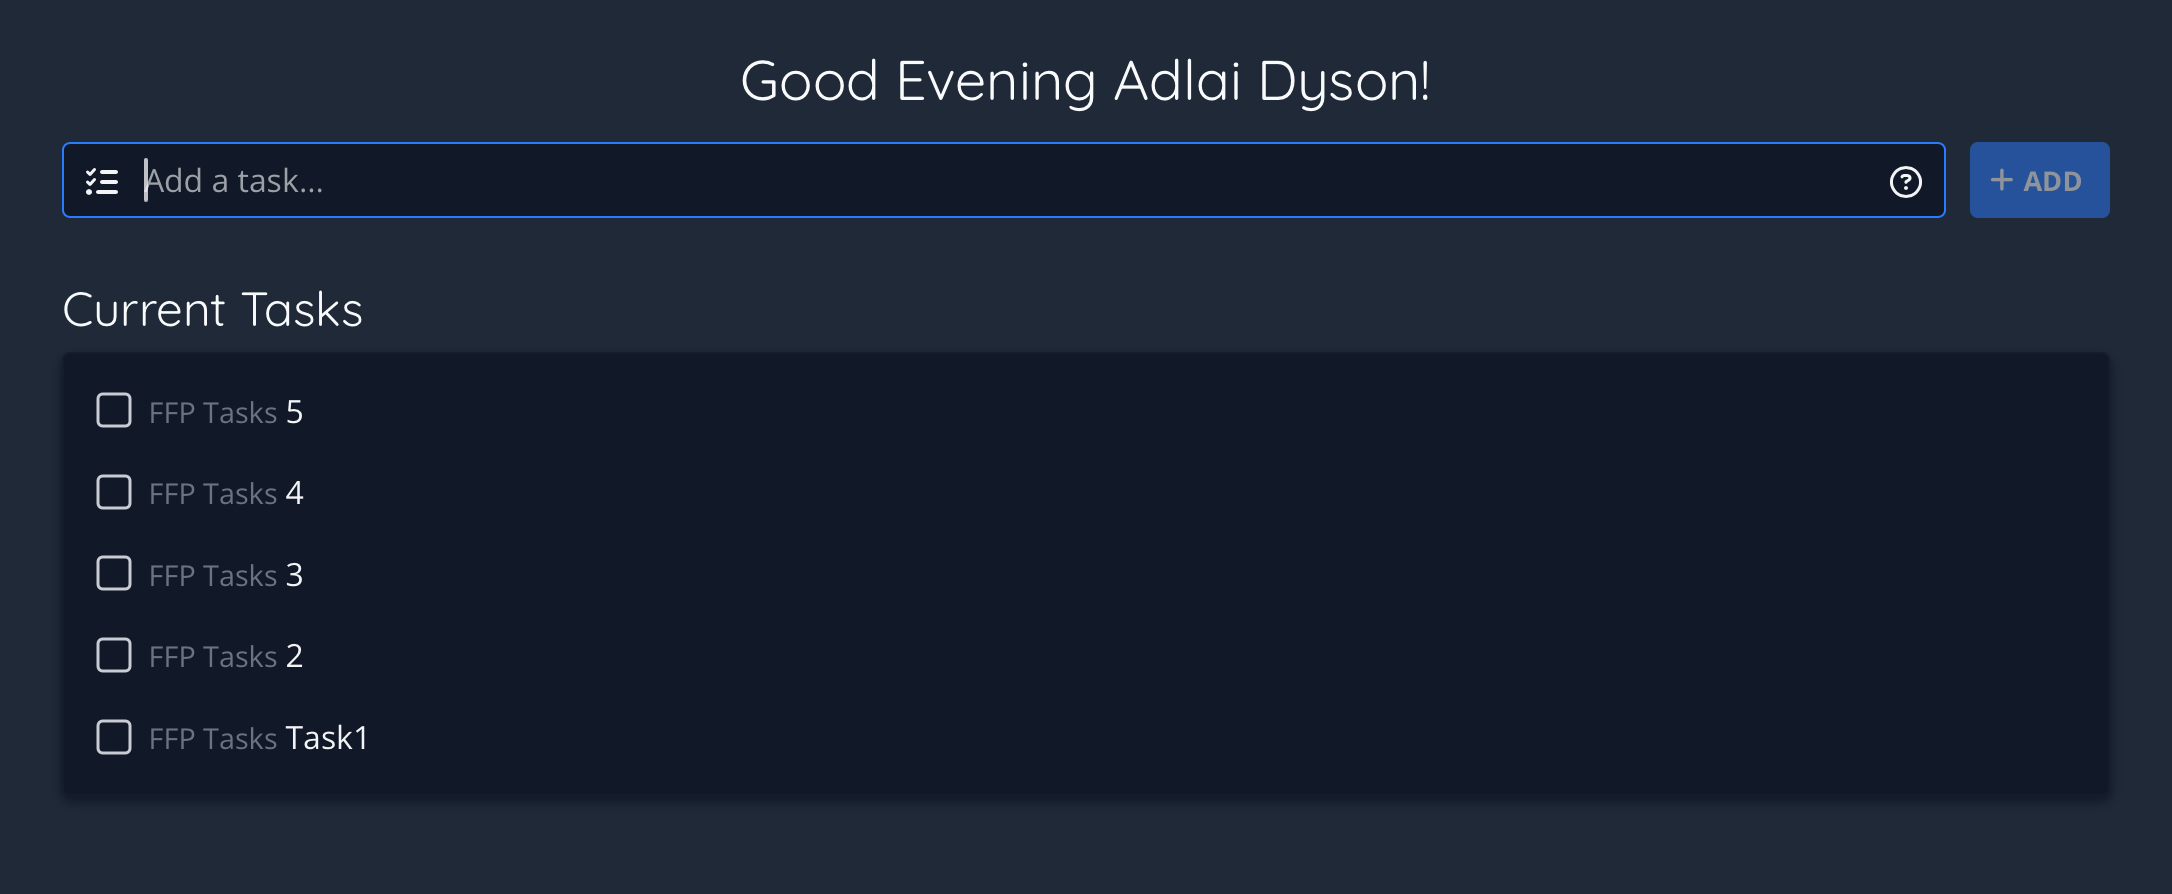 Good Evening Adlai Dyson!
Add a task...
+ ADD
Current Tasks
FFP Tasks 5
FFP Tasks 4
FFP Tasks 3
FFP Tasks 2
FFP Tasks Task1